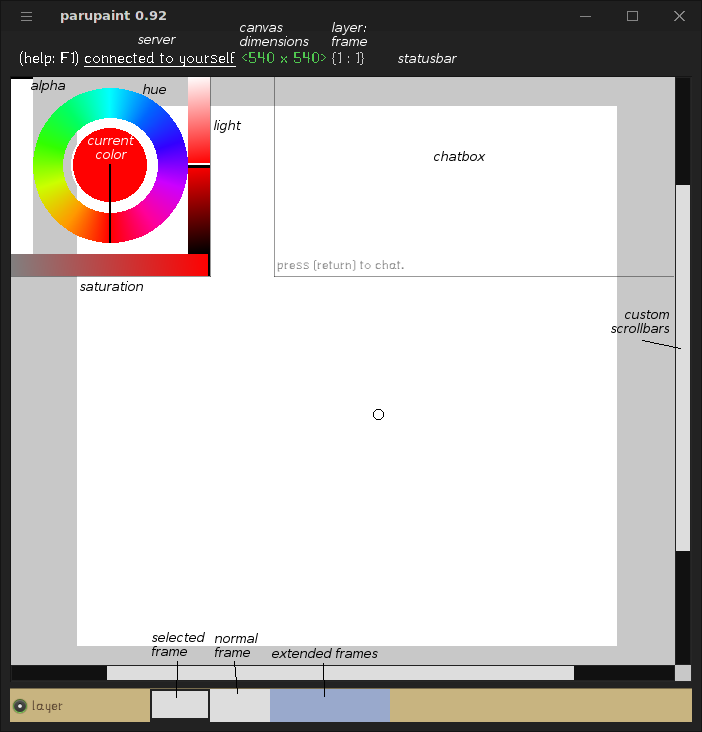 parupaint 0.92
server
canvas
dimensions
layer:
frame
(help: F1) connected to yourself <540 x 540> [1 : 1]
statusbar
alpha
hue
light
current
color
chatbox
press [return] to chat.
saturation
custom
scrollbars
selected
frame
normal
frame
extended frames
layer